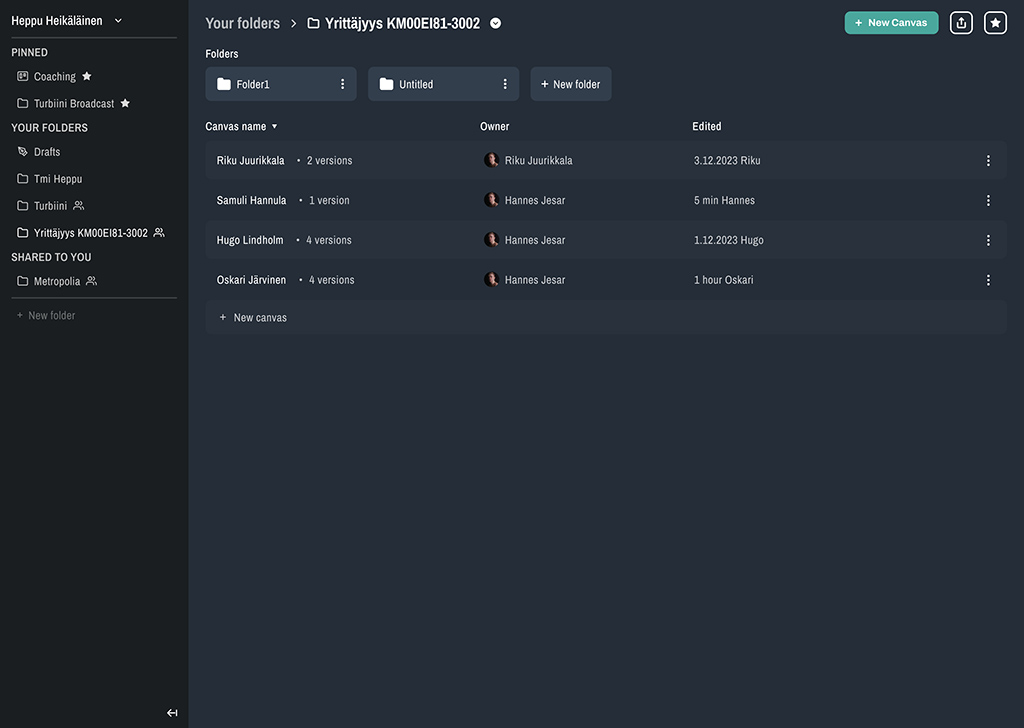 Heppu Heikäläinen
PINNED
Coaching
Turbiini Broadcast
YOUR FOLDERS
Drafts
Tmi Heppu
Turbiini
Yrittäjyys KM00EI81-3002
SHARED TO YOU
Metropolia
+ New folder
Your folders > Yrittäjyys KM00EI81-3002
+ New Canvas
Folders
Folder1
Untitled
+ New folder
Canvas name Owner Edited
Riku Juurikkala • 2 versions Riku Juurikkala 3.12.2023 Riku
Samuli Hannula • 1 version Hannes Jesar 5 min Hannes
Hugo Lindholm • 4 versions Hannes Jesar 1.12.2023 Hugo
Oskari Järvinen • 4 versions Hannes Jesar 1 hour Oskari
+ New canvas